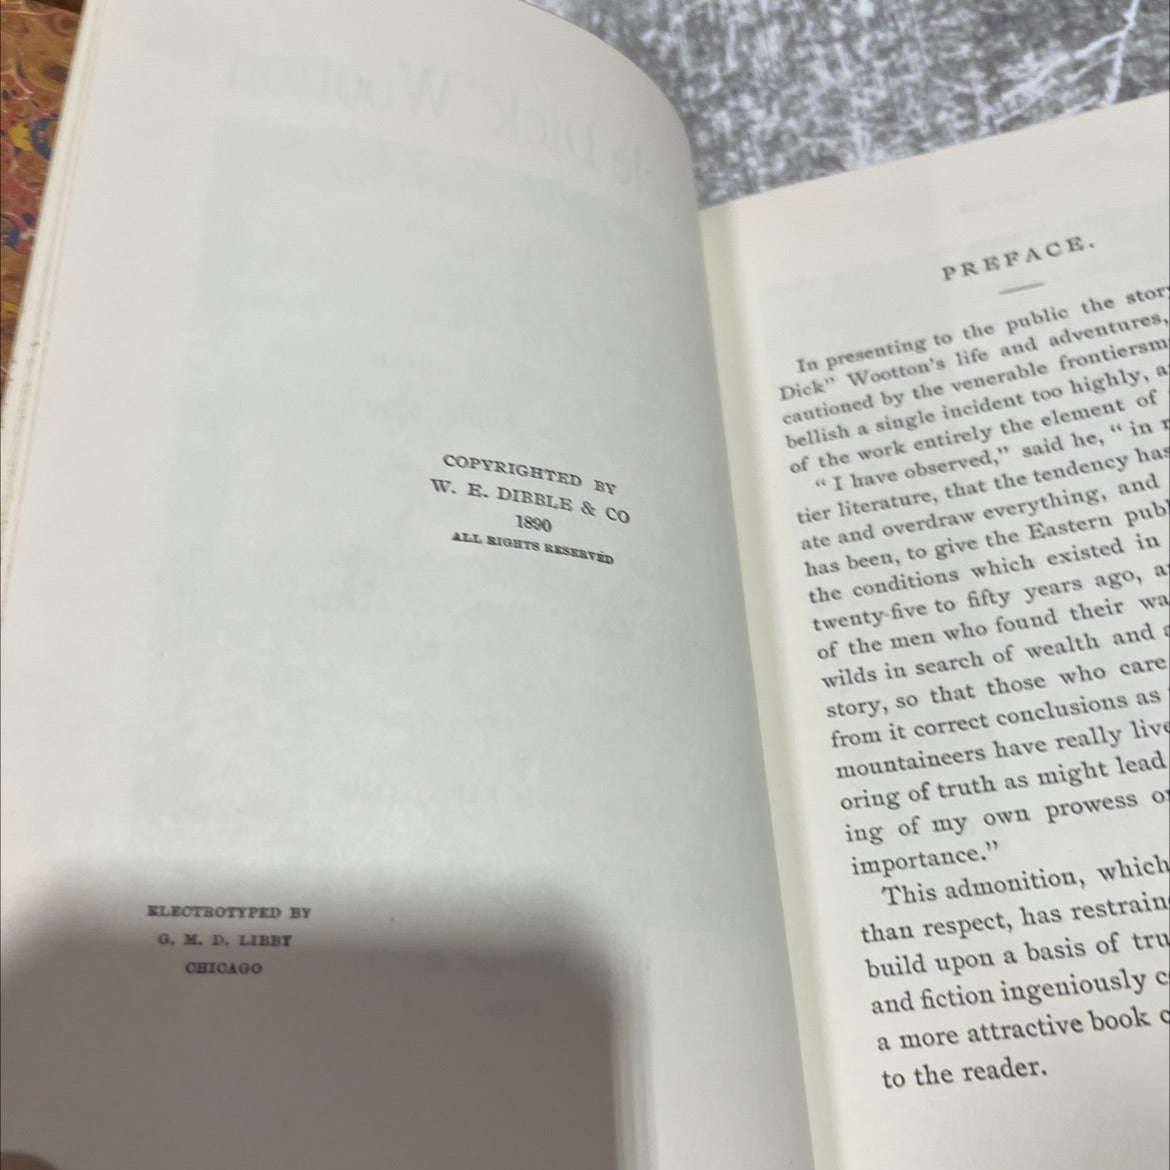 COPYRIGHTED BY
W. E. DIBBLE & CO
1890
ALL RIGHTS RESERVED
ELECTROTYPED BY
G. M. D. LIBBY
CHICAGO
PREFACE.
In presenting to the public the story
Dick" Wootton's life and adventures,
cautioned by the venerable frontiersm
bellish a single incident too highly, a
of the work entirely the element of
"I have observed," said he, "in
tier literature, that the tendency has
ate and overdraw everything, and
has been, to give the Eastern publ
the conditions which existed in
twenty-five to fifty years ago, a
of the men who found their wa
wilds in search of wealth and a
story, so that those who care
from it correct conclusions as
mountaineers have really live
oring of truth as might lead
ing of my own prowess or
importance."
This admonition, which
than respect, has restrain
build upon a basis of tru
and fiction ingeniously c
a more attractive book c
to the reader.